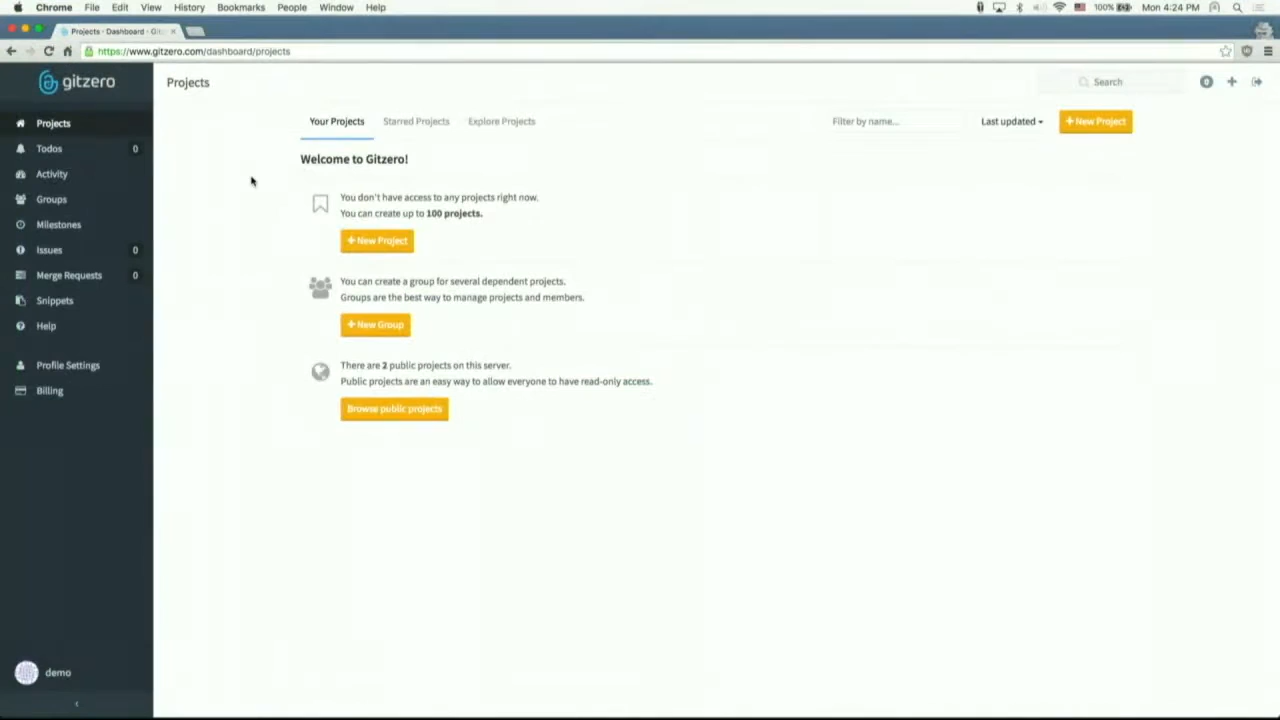 Chrome File Edit View History Bookmarks People Window Help 100% Mon 4:24 PM
Projects · Dashboard · Git
https://www.gitzero.com/dashboard/projects
gitzero
Projects
Search
0
Projects
Todos 0
Activity
Groups
Milestones
Issues 0
Merge Requests 0
Snippets
Help
Profile Settings
Billing
demo
Your Projects Starred Projects Explore Projects
Filter by name...
Last updated
+ New Project
Welcome to Gitzero!
You don't have access to any projects right now.
You can create up to 100 projects.
+ New Project
You can create a group for several dependent projects.
Groups are the best way to manage projects and members.
+ New Group
There are 2 public projects on this server.
Public projects are an easy way to allow everyone to have read-only access.
Browse public projects